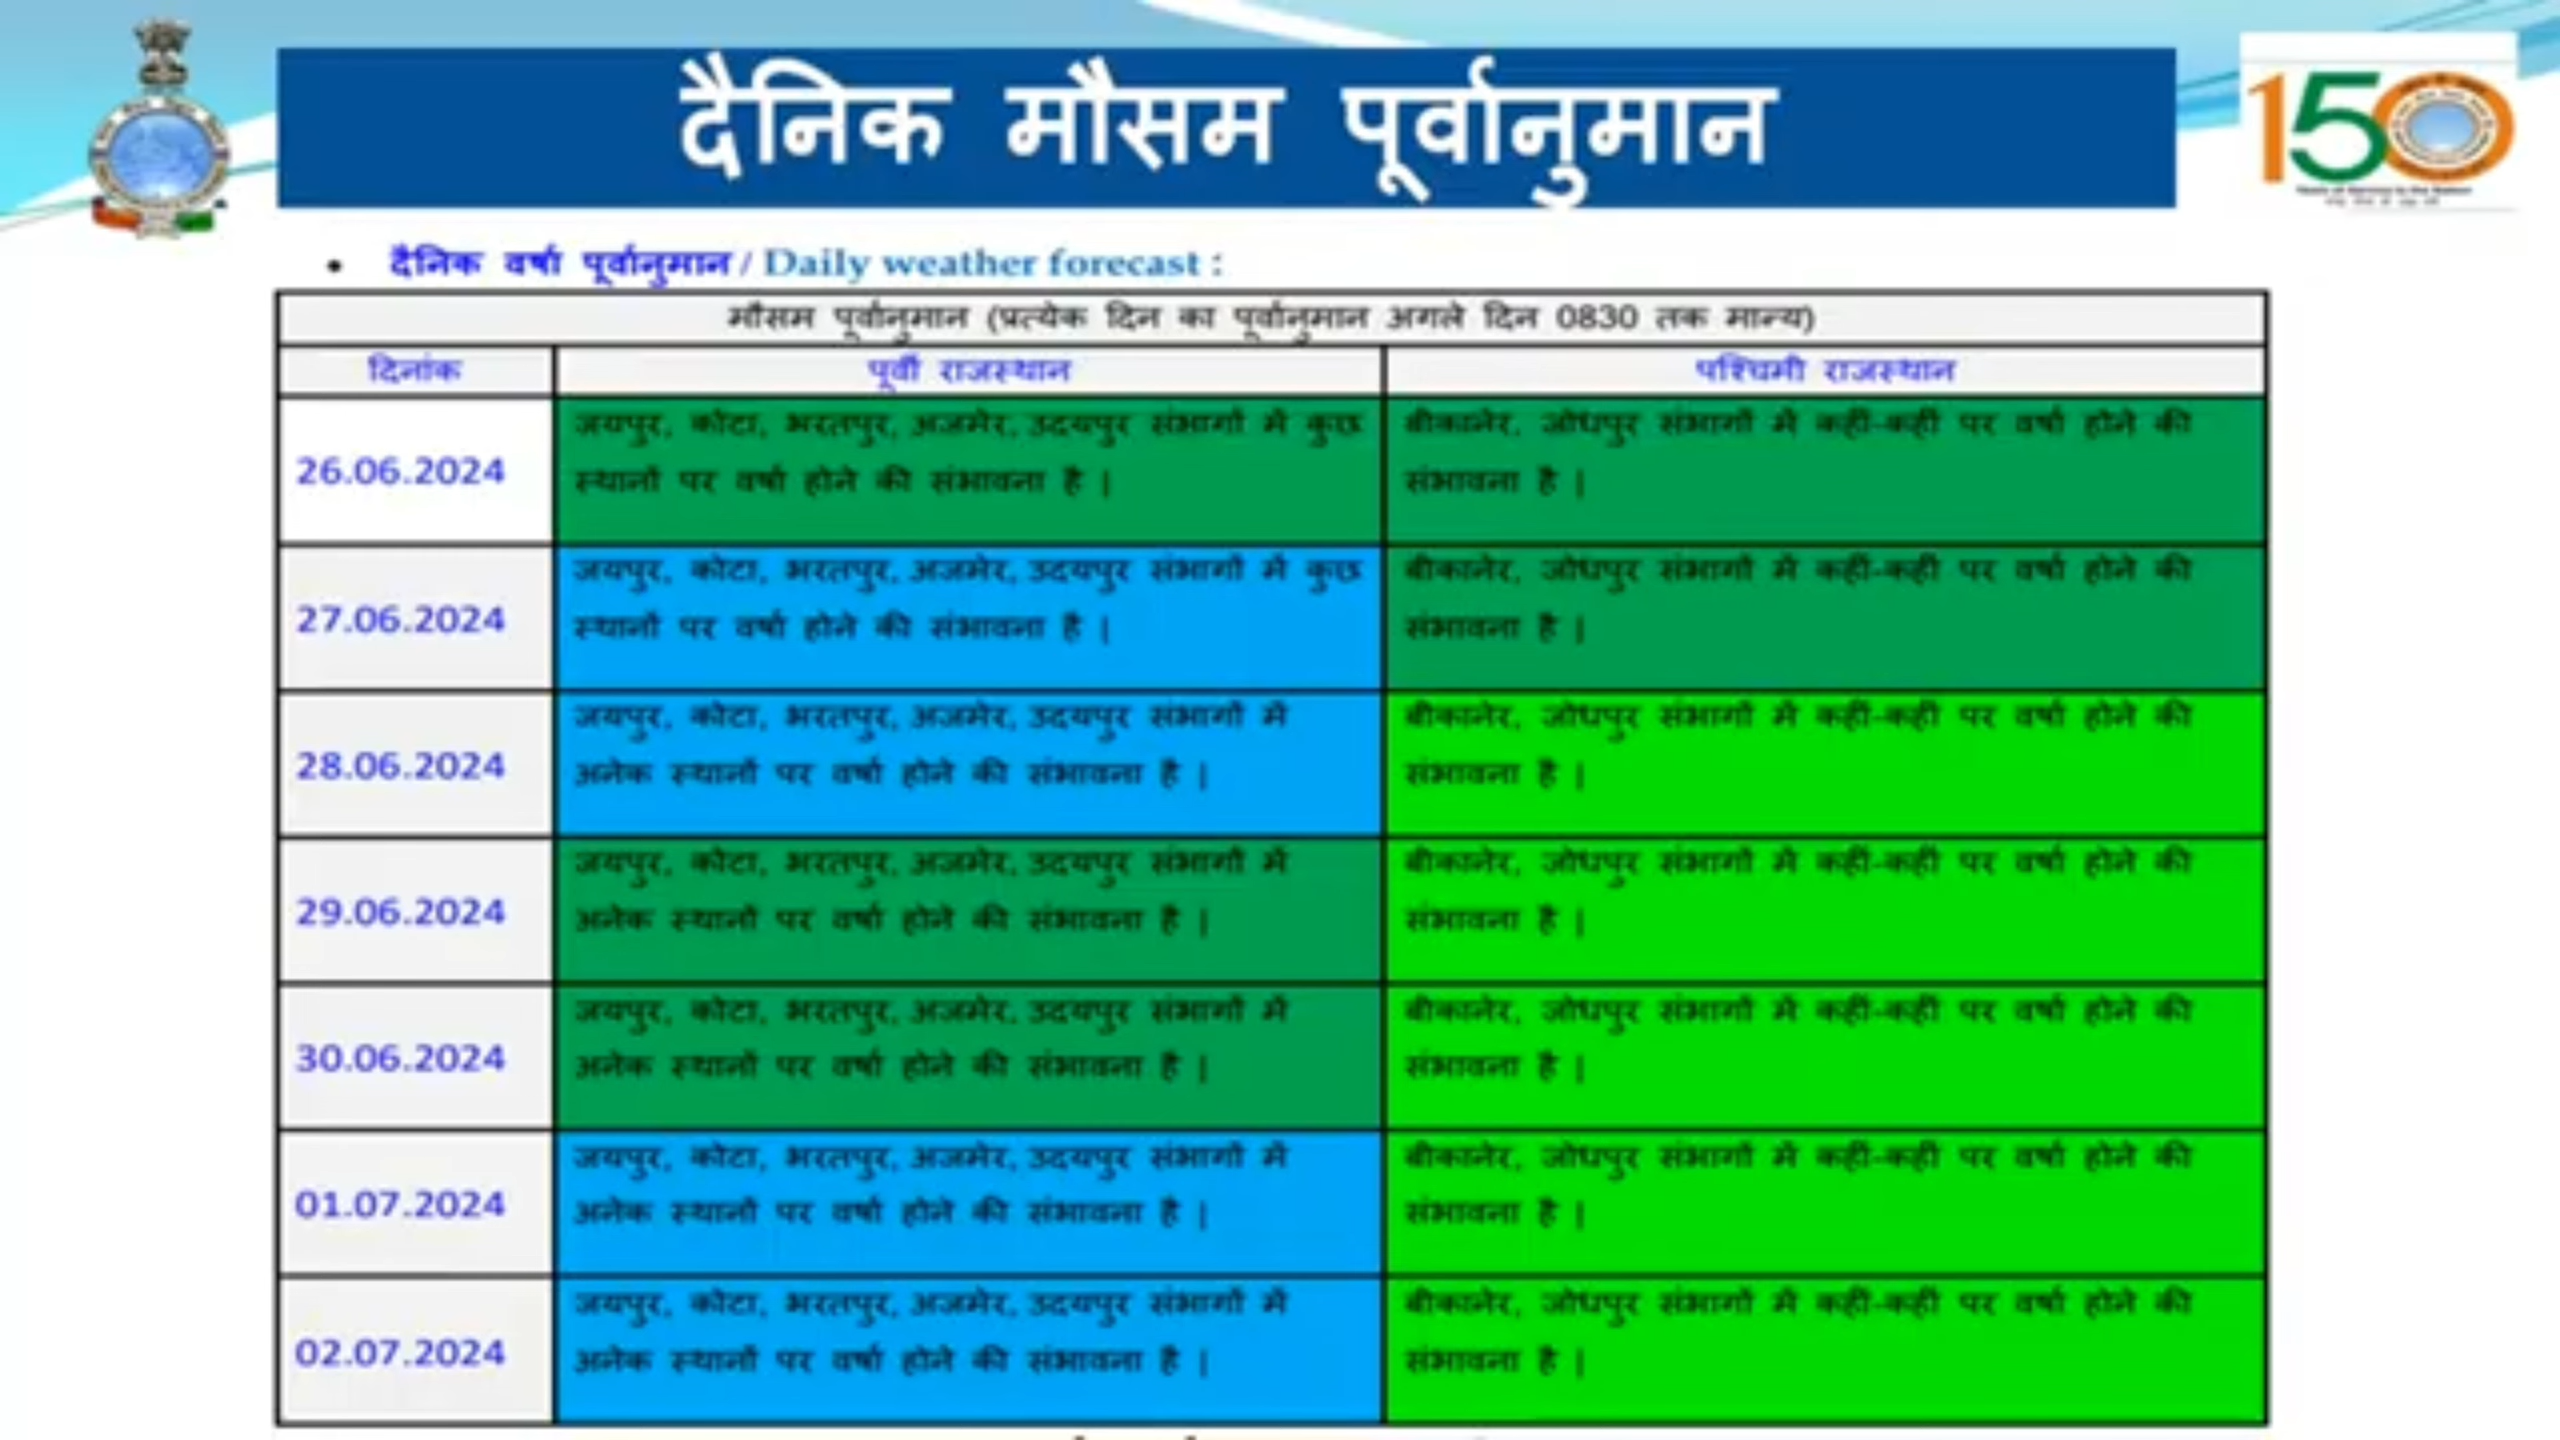 दैनिक मौसम पूर्वानुमान
150
• दैनिक वर्षा पूर्वानुमान / Daily weather forecast :
मौसम पूर्वानुमान (प्रत्येक दिन का पूर्वानुमान अगले दिन 0830 तक मान्य)
दिनांक पूर्वी राजस्थान पश्चिमी राजस्थान
26.06.2024
जयपुर, कोटा, भरतपुर, अजमेर, उदयपुर संभागों में कुछ
स्थानों पर वर्षा होने की संभावना है |
बीकानेर, जोधपुर संभागों में कहीं-कहीं पर वर्षा होने की
संभावना है |
27.06.2024
जयपुर, कोटा, भरतपुर, अजमेर, उदयपुर संभागों में कुछ
स्थानों पर वर्षा होने की संभावना है |
बीकानेर, जोधपुर संभागों में कहीं-कहीं पर वर्षा होने की
संभावना है |
28.06.2024
जयपुर, कोटा, भरतपुर, अजमेर, उदयपुर संभागों में
अनेक स्थानों पर वर्षा होने की संभावना है |
बीकानेर, जोधपुर संभागों में कहीं-कहीं पर वर्षा होने की
संभावना है |
29.06.2024
जयपुर, कोटा, भरतपुर, अजमेर, उदयपुर संभागों में
अनेक स्थानों पर वर्षा होने की संभावना है |
बीकानेर, जोधपुर संभागों में कहीं-कहीं पर वर्षा होने की
संभावना है |
30.06.2024
जयपुर, कोटा, भरतपुर, अजमेर, उदयपुर संभागों में
अनेक स्थानों पर वर्षा होने की संभावना है |
बीकानेर, जोधपुर संभागों में कहीं-कहीं पर वर्षा होने की
संभावना है |
01.07.2024
जयपुर, कोटा, भरतपुर, अजमेर, उदयपुर संभागों में
अनेक स्थानों पर वर्षा होने की संभावना है |
बीकानेर, जोधपुर संभागों में कहीं-कहीं पर वर्षा होने की
संभावना है |
02.07.2024
जयपुर, कोटा, भरतपुर, अजमेर, उदयपुर संभागों में
अनेक स्थानों पर वर्षा होने की संभावना है |
बीकानेर, जोधपुर संभागों में कहीं-कहीं पर वर्षा होने की
संभावना है |